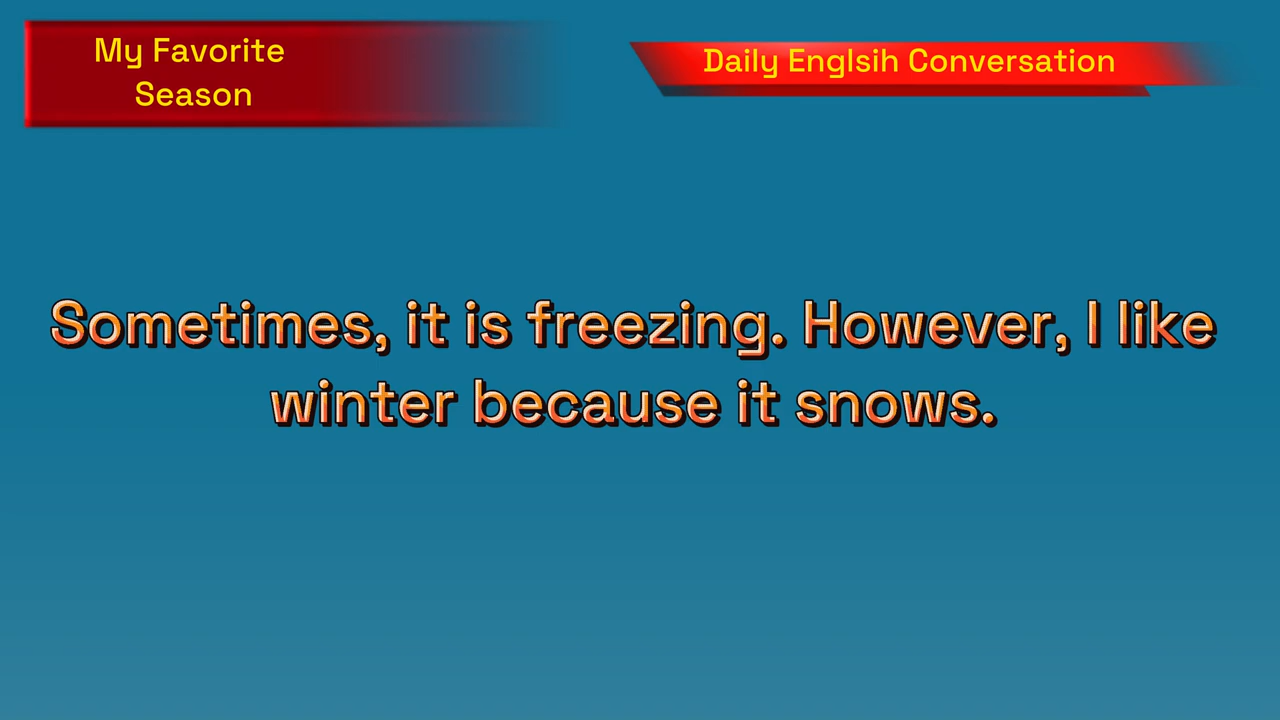 My Favorite
Season
Daily Englsih Conversation
Sometimes, it is freezing. However, I like
winter because it snows.